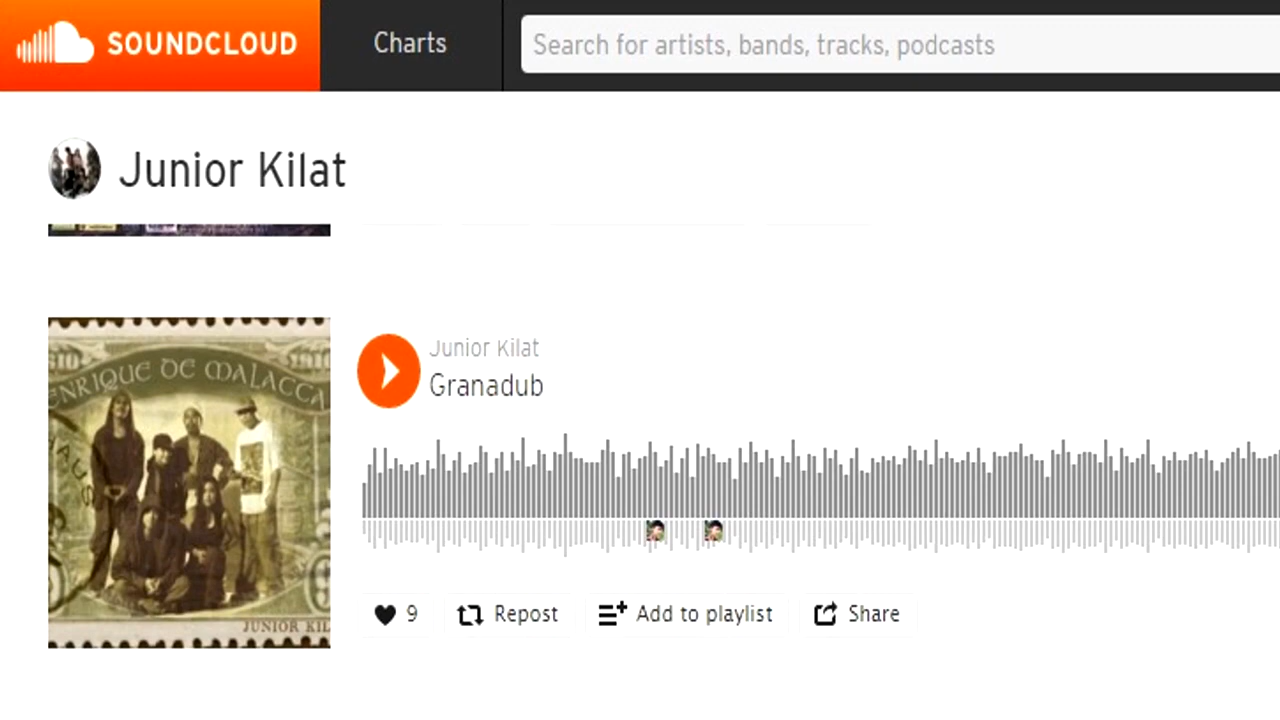 SOUNDCLOUD
Charts
Search for artists, bands, tracks, podcasts
Junior Kilat
ENRIQUE DE MALACCA
Junior Kilat
Granadub
JUNIOR KIL
9
Repost
Add to playlist
Share